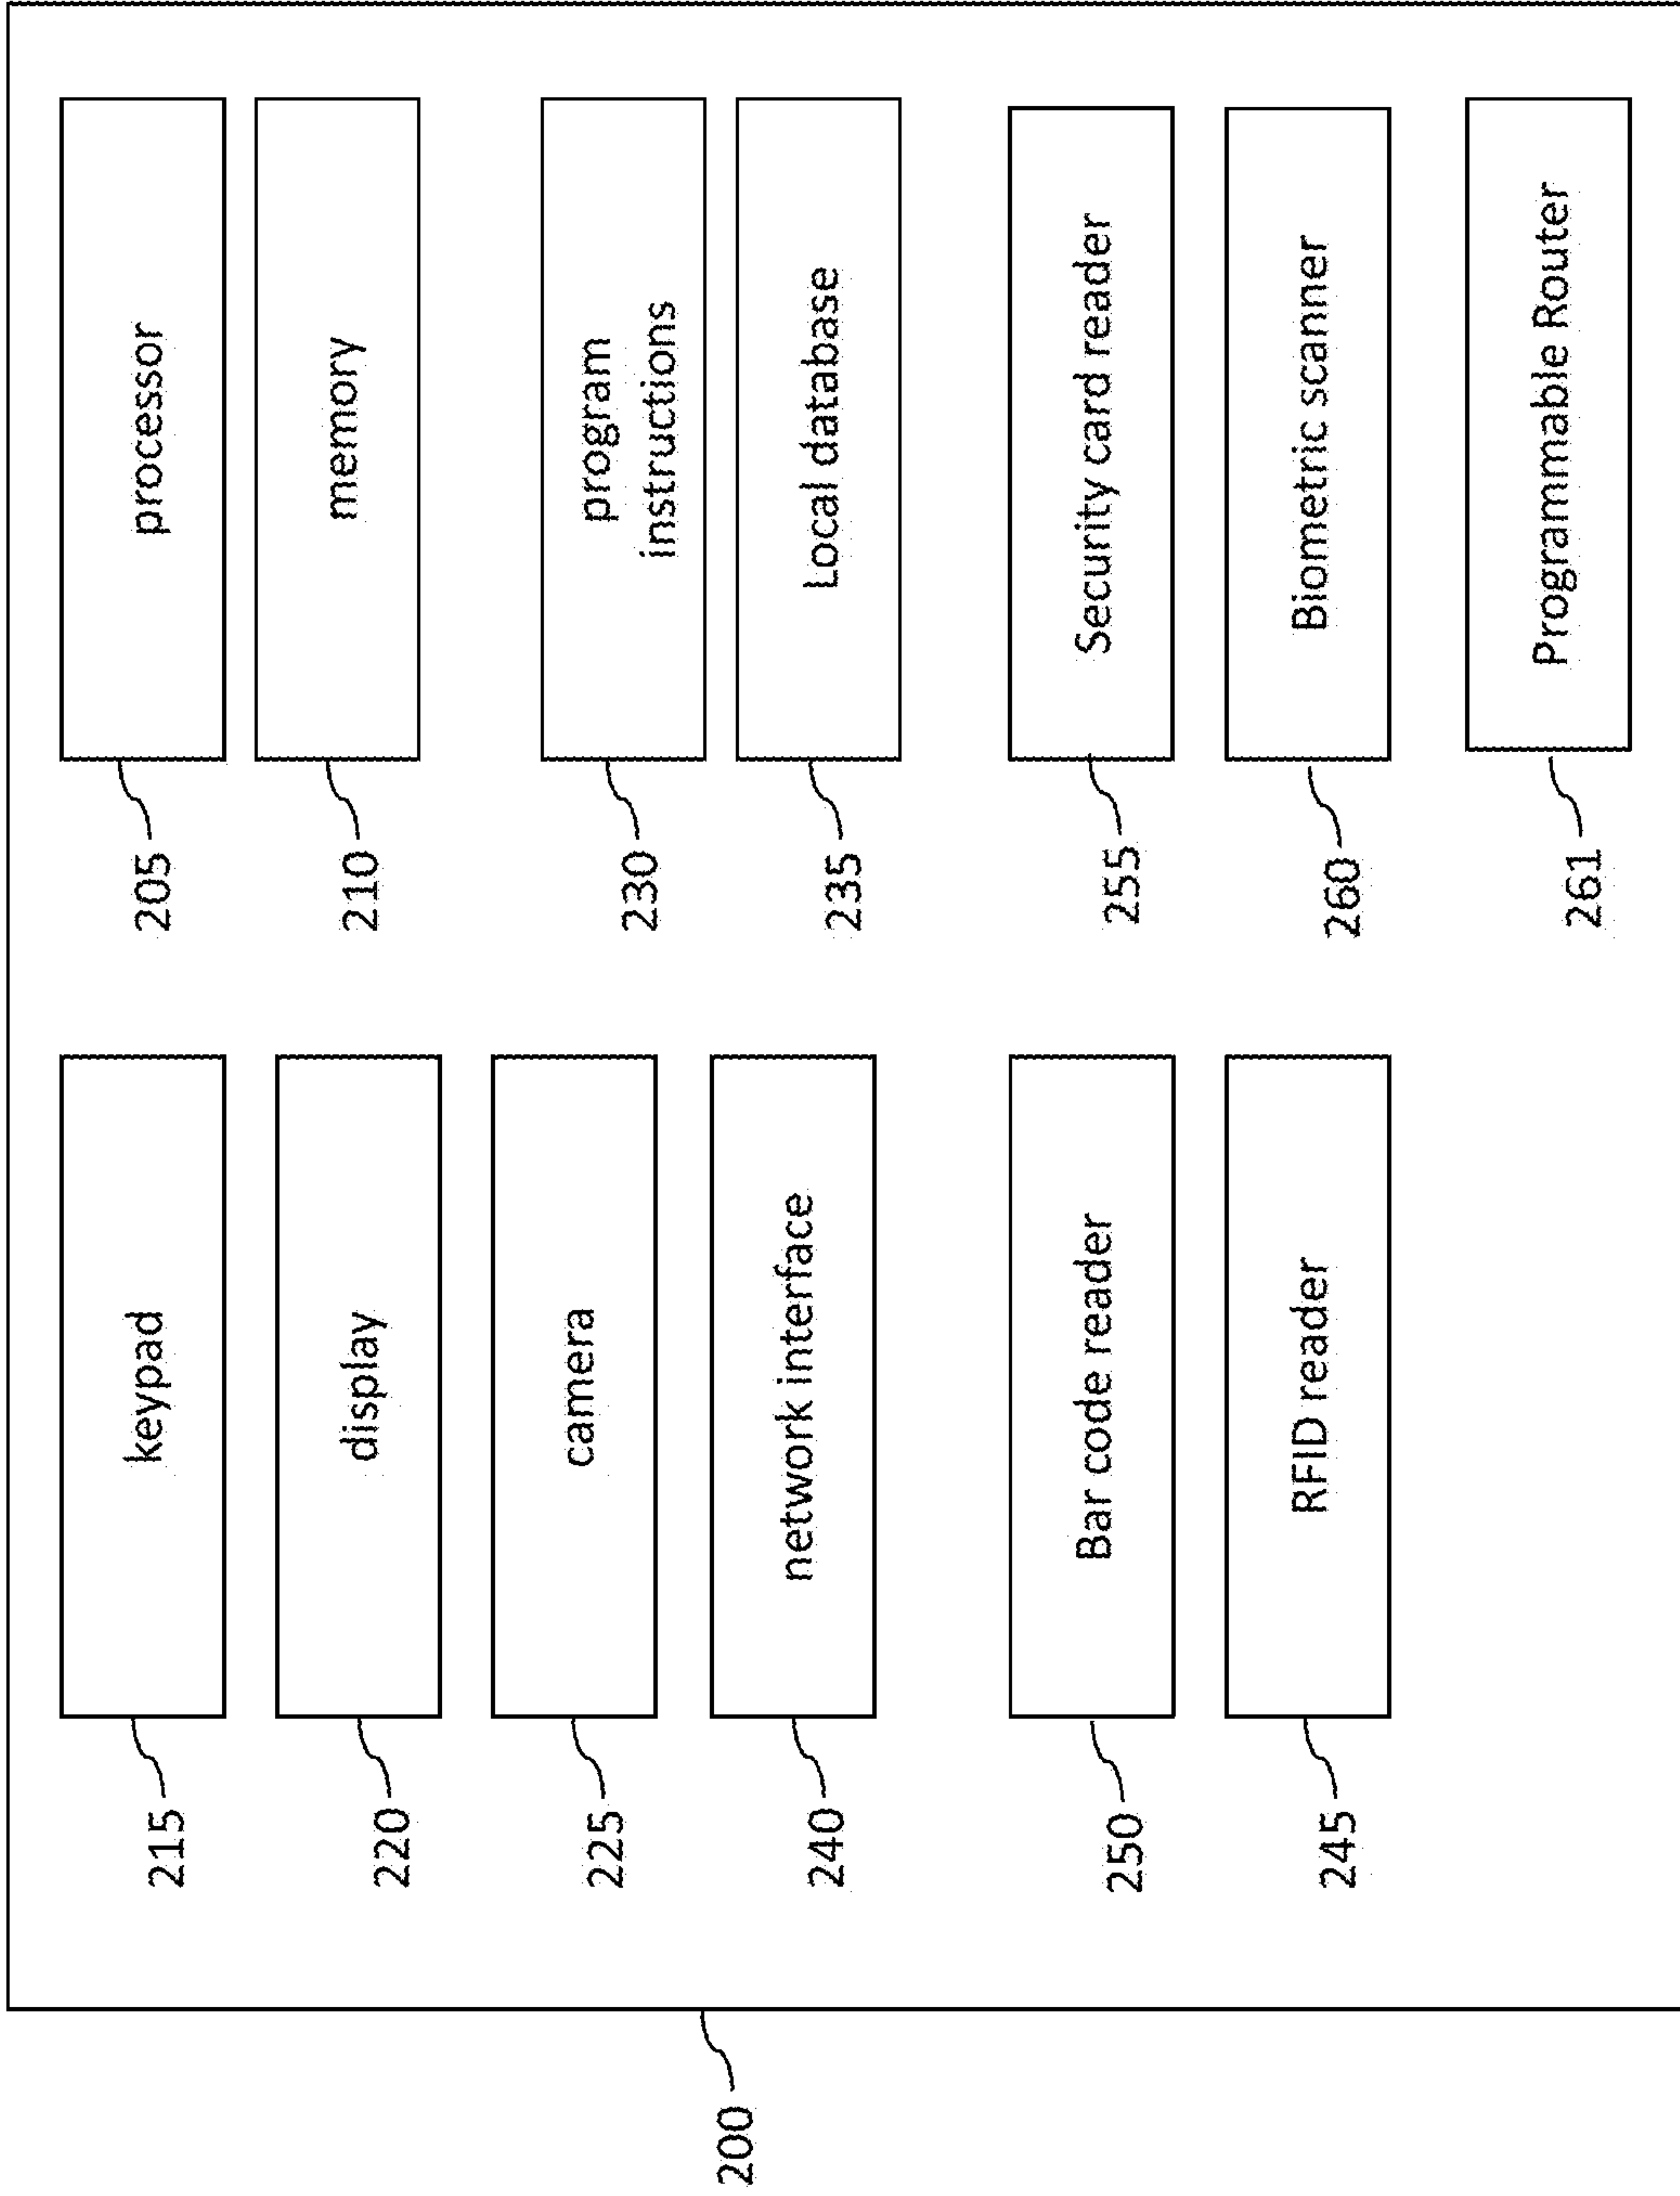 200
215
keypad
205
processor
220
display
210
memory
225
camera
230
program
instructions
240
network interface
235
Local database
250
Bar code reader
255
Security card reader
245
RFID reader
260
Biometric scanner
261
Programmable Router